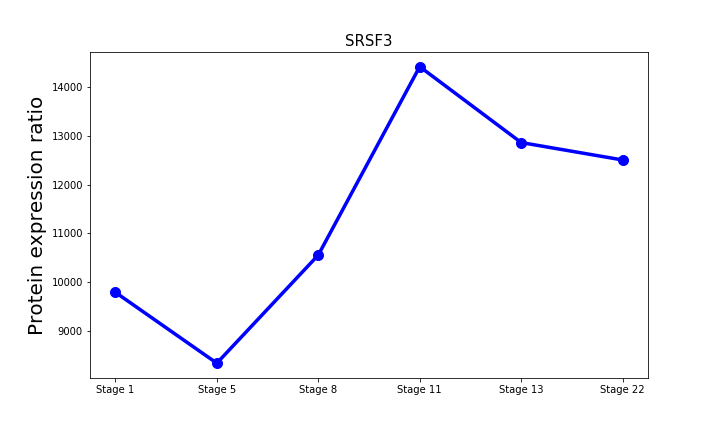 SRSF3
Protein expression ratio
14000
13000
12000
11000
10000
9000
Stage 1
Stage 5
Stage 8
Stage 11
Stage 13
Stage 22